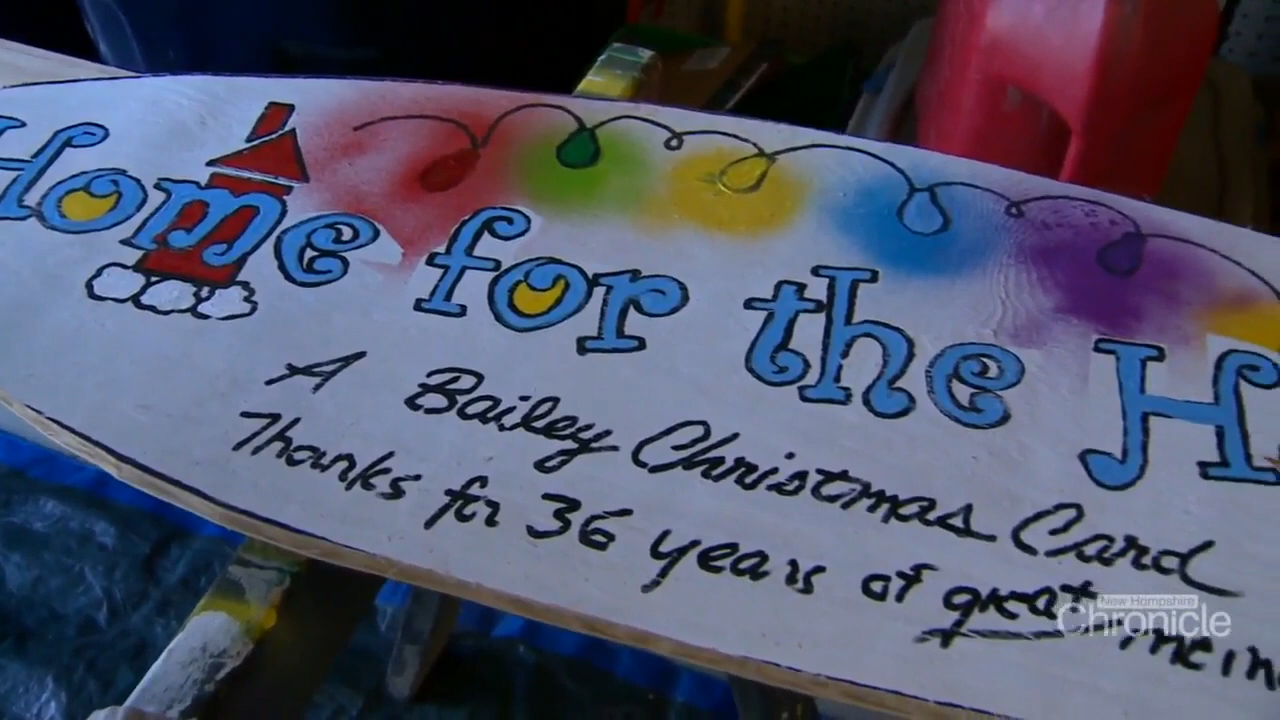 Home for the H
A Bailey Christmas Card
Thanks for 36 years of great
New Hampshire
Chronicle